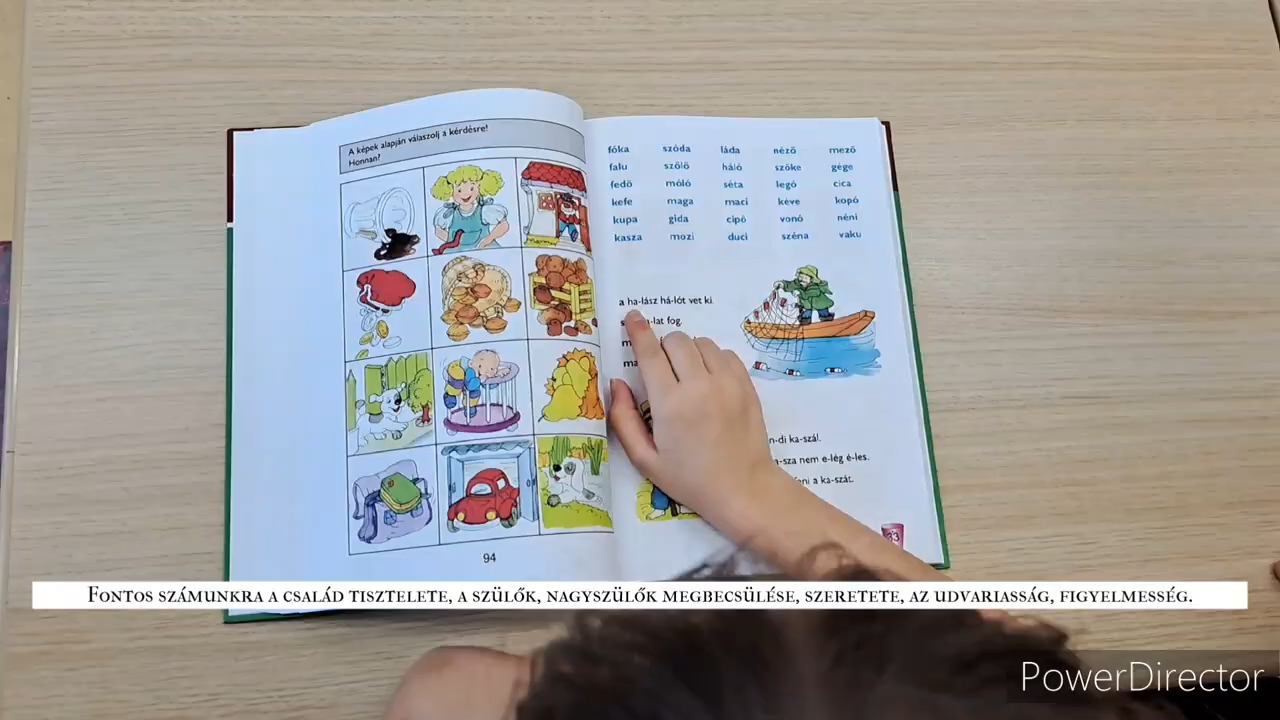 A képek alapján válaszolj a kérdésre!
Honnan?
94
fóka szóda láda néző mező
falu szőlő háló szőke gége
fedő móló séta legó cica
kefe maga maci kéve kopó
kupa gida cipó vonó néni
kasza mozi duci széna vaku
a ha-lász há-lót vet ki.
-lat fog.
n-di ka-szál.
-sza nem e-lég é-les.
a ka-szát.
33
Fontos számunkra a család tisztelete, a szülők, nagyszülők megbecsülése, szeretete, az udvariasság, figyelmesség.
PowerDirector